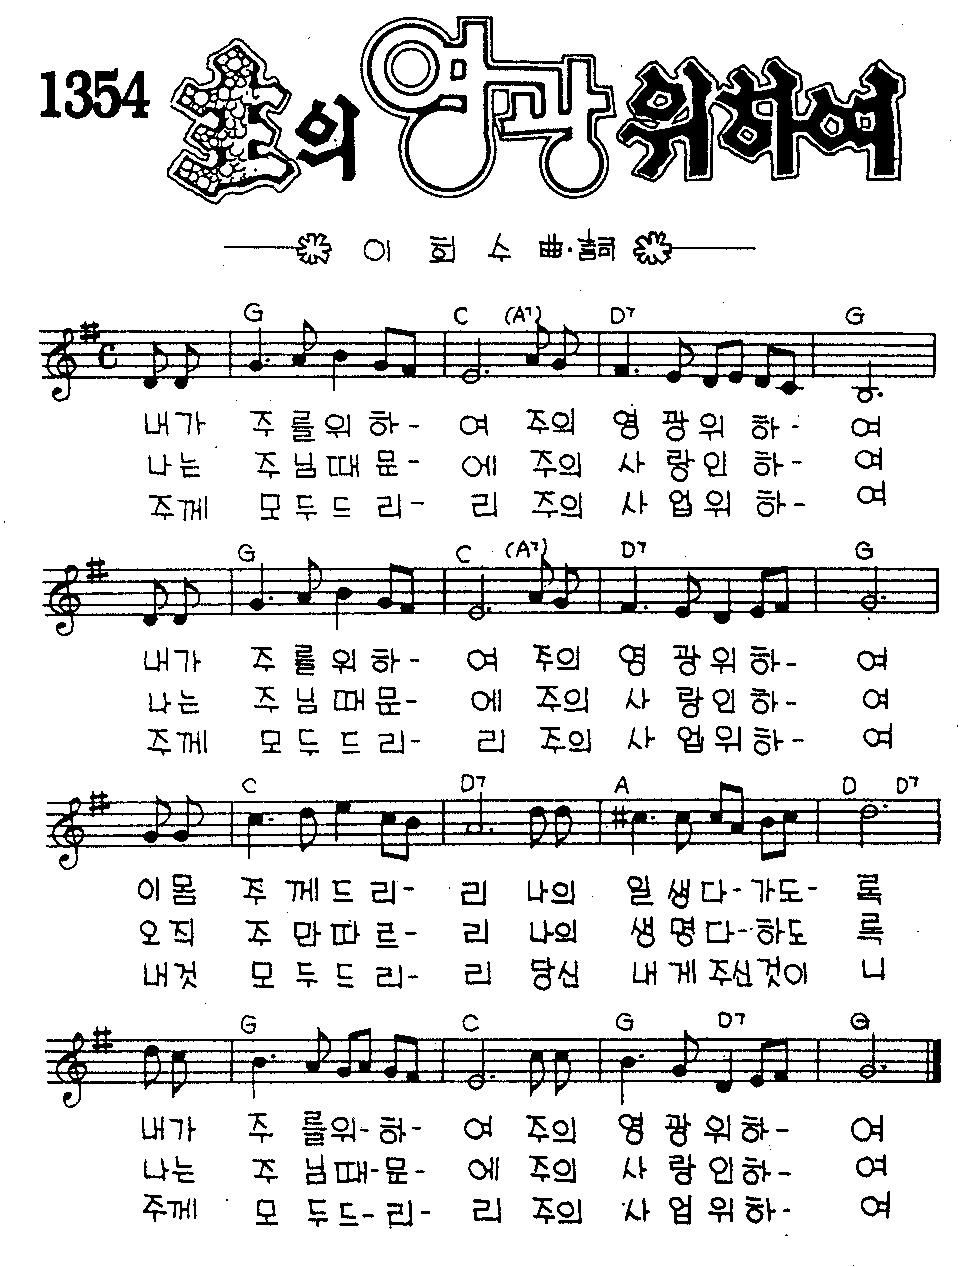 1354 주의 영광 위하여
이 희 수 曲·詞
G C (A7) D7 G
내가 주를위하- 여 주의 영광위하- 여
나는 주님때문- 에 주의 사랑인하- 여
주께 모두드리- 리 주의 사업위하- 여
G C (A7) D7 G
내가 주를위하- 여 주의 영광위하- 여
나는 주님때문- 에 주의 사랑인하- 여
주께 모두드리- 리 주의 사업위하- 여
C D7 A D D7
이몸 주께드리- 리 나의 일생다-가도- 록
오직 주만따르- 리 나의 생명다-하도 록
내것 모두드리- 리 당신 내게주신것이 니
G C G D7 G
내가 주를위-하- 여 주의 영광위하- 여
나는 주님때-문- 에 주의 사랑인하- 여
주께 모두드-리- 리 주의 사업위하- 여